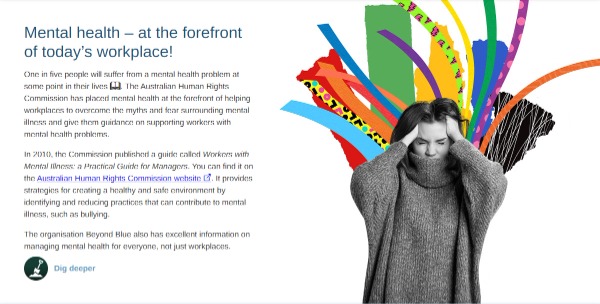 Mental health – at the forefront
of today's workplace!
One in five people will suffer from a mental health problem at
some point in their lives. The Australian Human Rights
Commission has placed mental health at the forefront of helping
workplaces to overcome the myths and fear surrounding mental
illness and give them guidance on supporting workers with
mental health problems.
In 2010, the Commission published a guide called Workers with
Mental Illness: a Practical Guide for Managers. You can find it on
the Australian Human Rights Commission website. It provides
strategies for creating a healthy and safe environment by
identifying and reducing practices that can contribute to mental
illness, such as bullying.
The organisation Beyond Blue also has excellent information on
managing mental health for everyone, not just workplaces.
Dig deeper